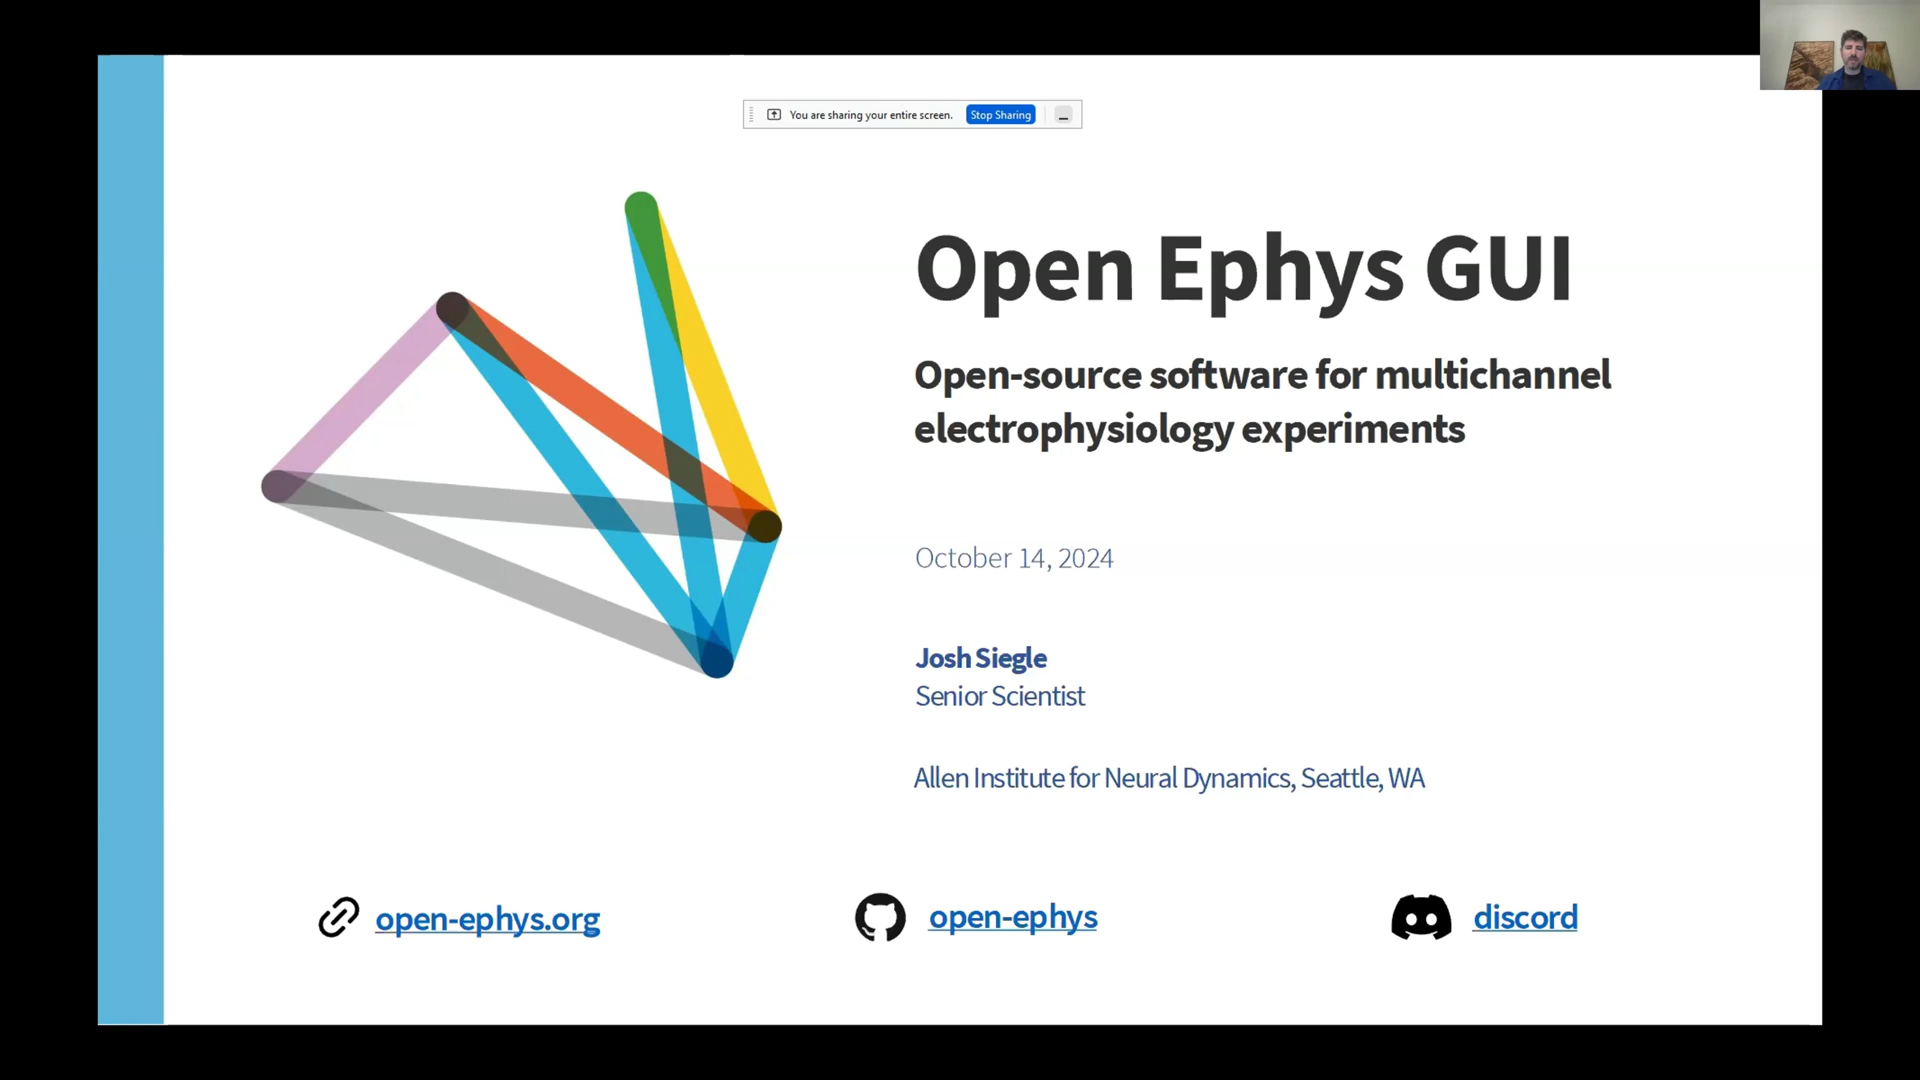 You are sharing your entire screen. Stop Sharing
Open Ephys GUI
Open-source software for multichannel
electrophysiology experiments
October 14, 2024
Josh Siegle
Senior Scientist
Allen Institute for Neural Dynamics, Seattle, WA
open-ephys.org
open-ephys
discord